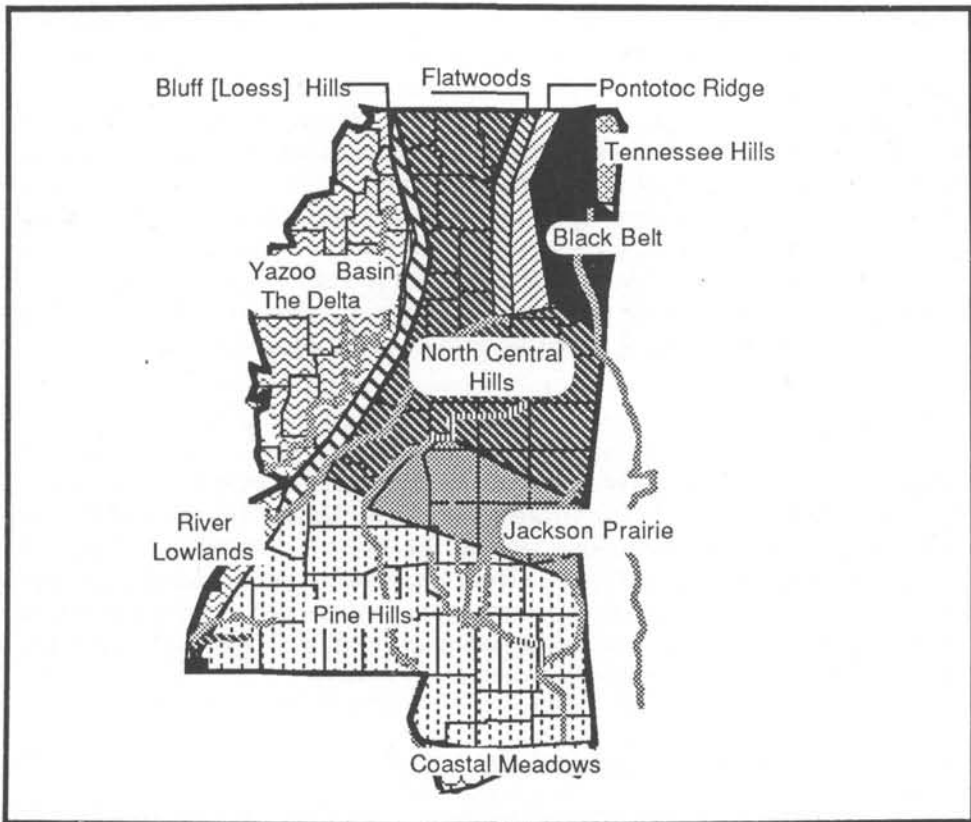 Bluff [Loess] Hills
Flatwoods
Pontotoc Ridge
Tennessee Hills
Black Belt
Yazoo Basin
The Delta
North Central
Hills
River
Lowlands
Jackson Prairie
Pine Hills
Coastal Meadows